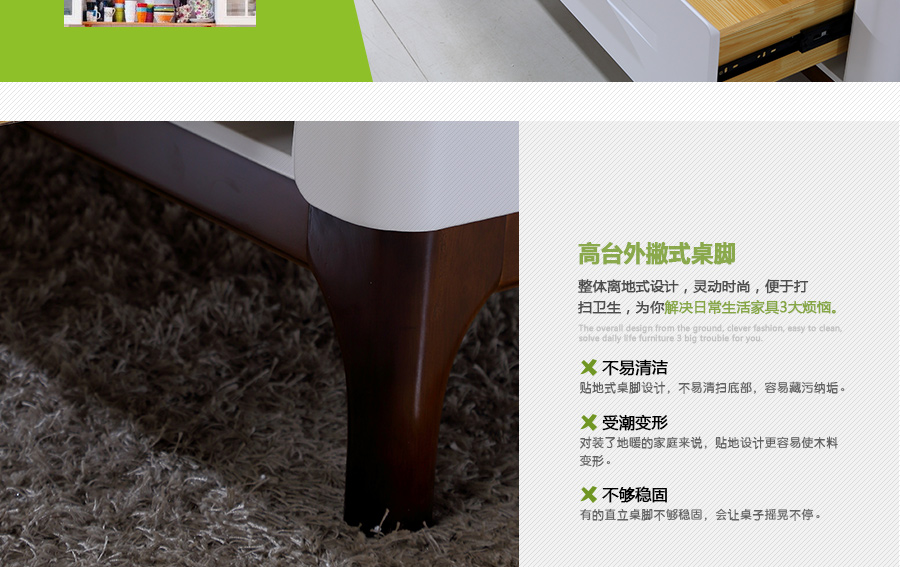 高台外撇式桌脚
整体离地式设计，灵动时尚，便于打
扫卫生，为你解决日常生活家具3大烦恼。
The overall design from the ground, clever fashion, easy to clean,
solve daily life furniture 3 big trouble for you.
不易清洁
贴地式桌脚设计，不易清扫底部，容易藏污纳垢。
受潮变形
对装了地暖的家庭来说，贴地设计更容易使木料
变形。
不够稳固
有的直立桌脚不够稳固，会让桌子摇晃不停。